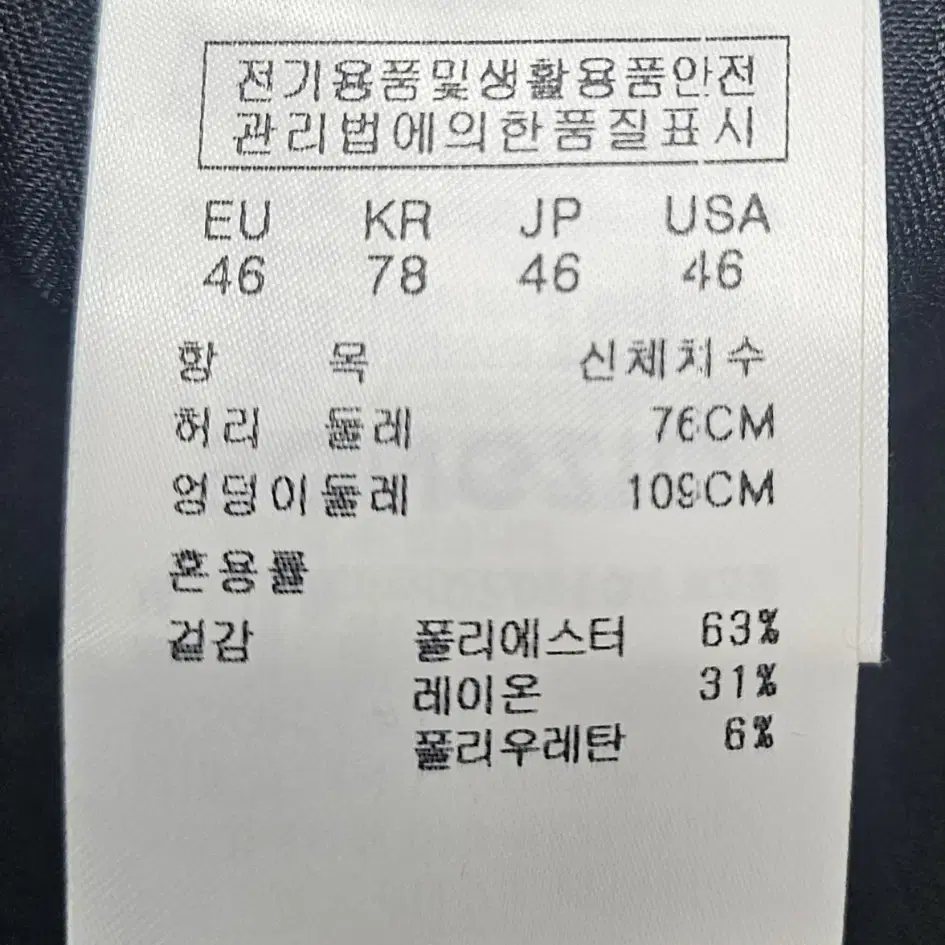 전기용품및생활용품안전
관리법에의한품질표시
EU KR JP USA
46 78 46 46
항 목 신체치수
허리 둘레 76CM
엉덩이둘레 109CM
혼용률
겉감 폴리에스터 63%
레이온 31%
폴리우레탄 6%